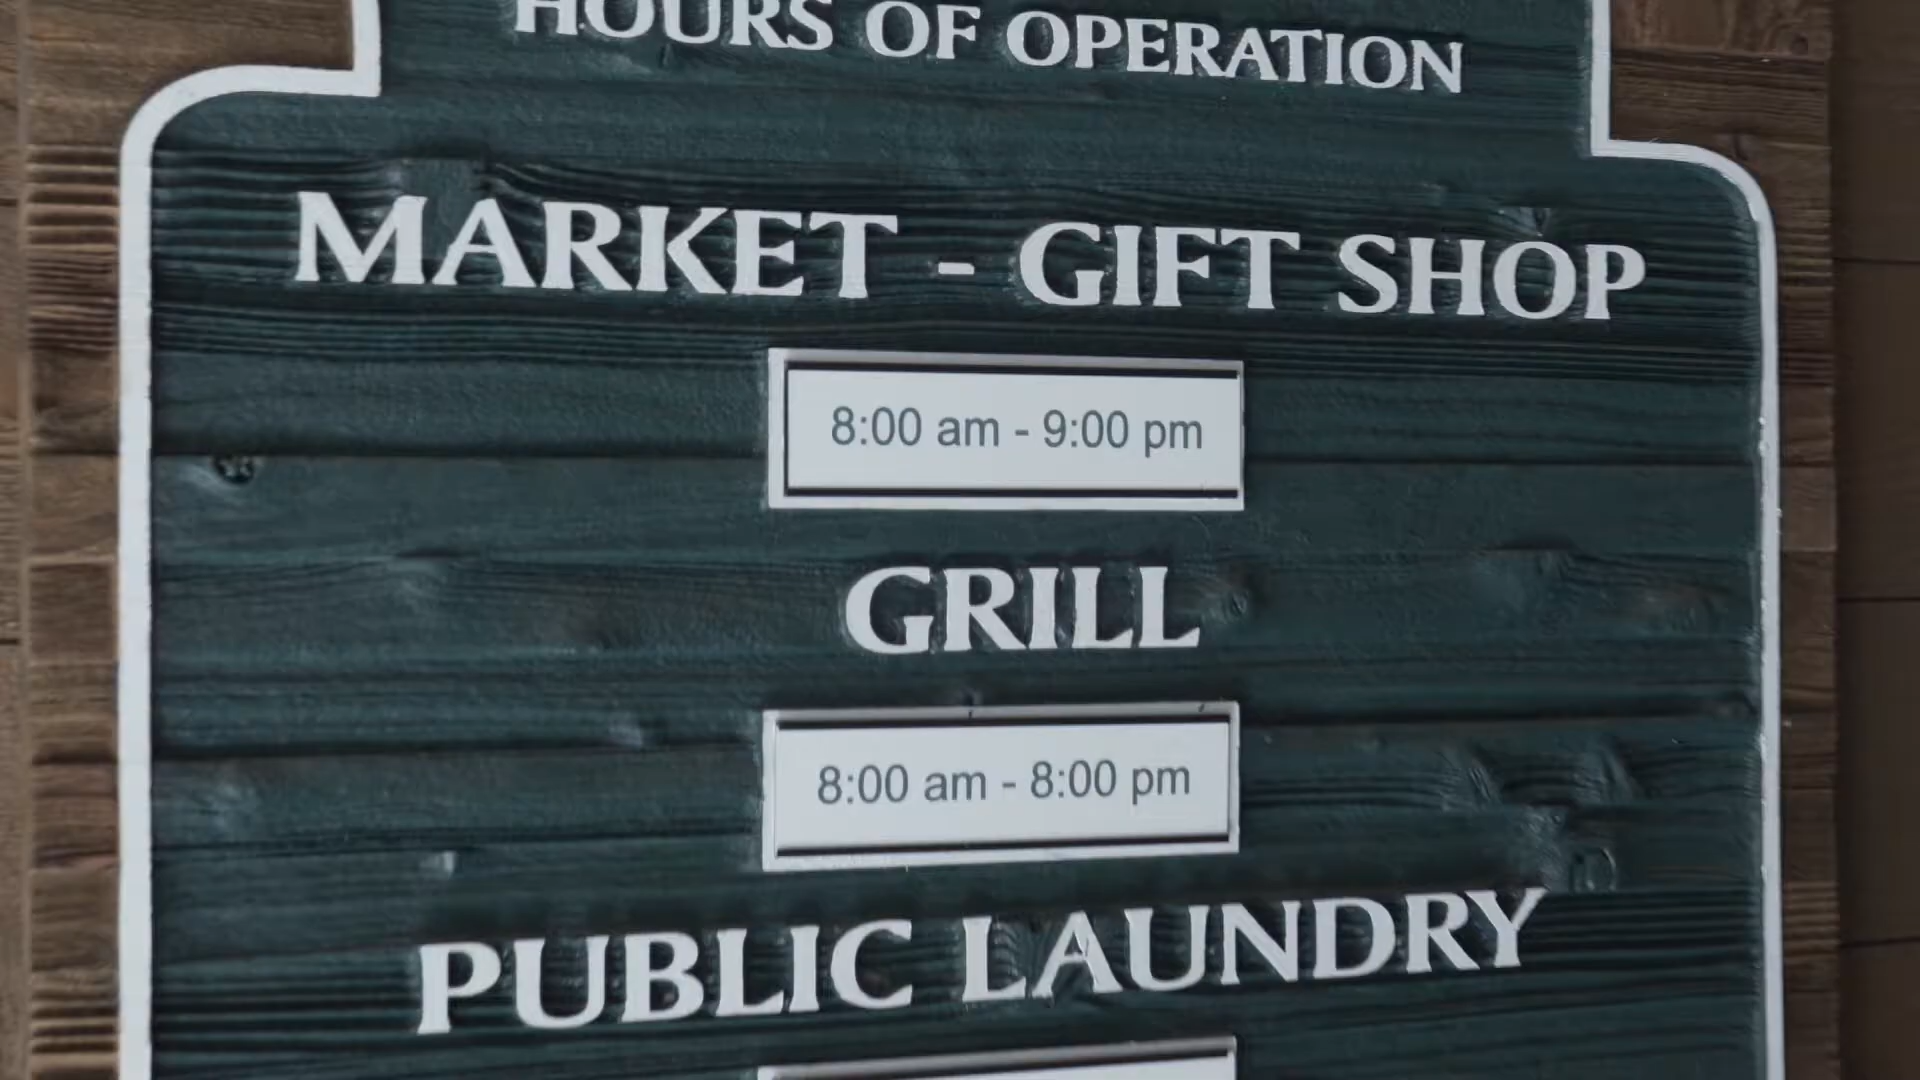 HOURS OF OPERATION
MARKET - GIFT SHOP
8:00 am - 9:00 pm
GRILL
8:00 am - 8:00 pm
PUBLIC LAUNDRY